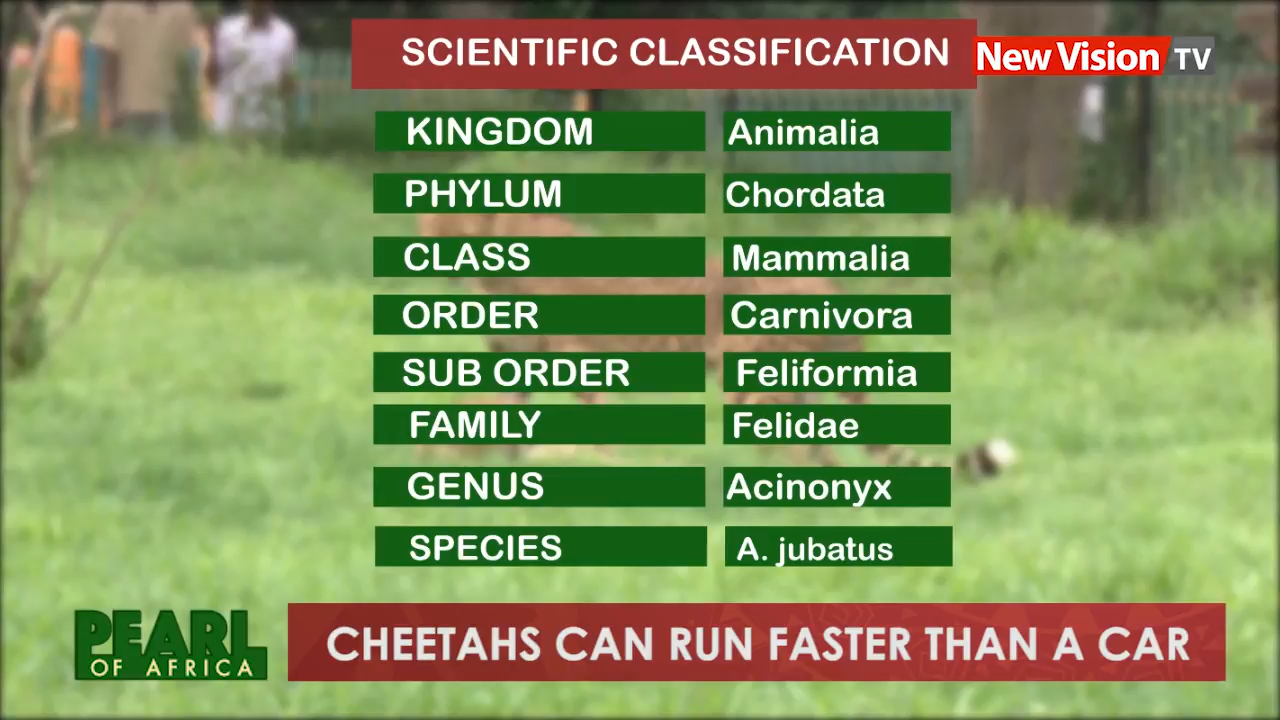 SCIENTIFIC CLASSIFICATION
New Vision TV
KINGDOM Animalia
PHYLUM Chordata
CLASS Mammalia
ORDER Carnivora
SUB ORDER Feliformia
FAMILY Felidae
GENUS Acinonyx
SPECIES A. jubatus
PEARL
OF AFRICA
CHEETAHS CAN RUN FASTER THAN A CAR